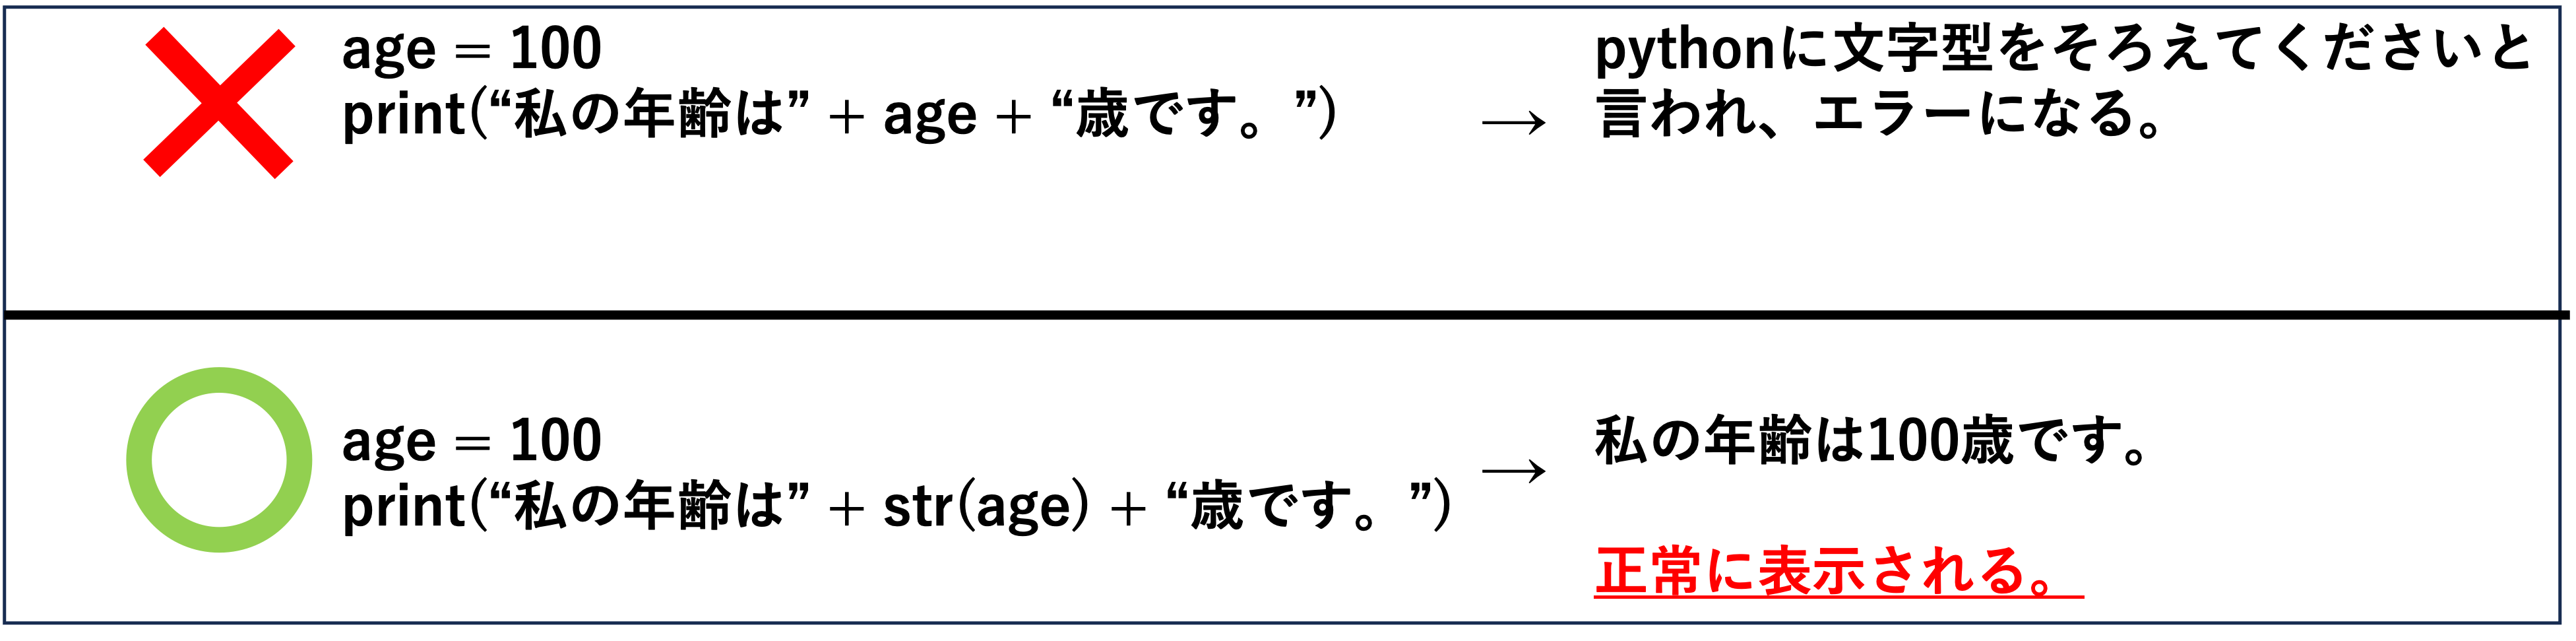 age = 100
print(“私の年齢は” + age + “歳です。”)
→
pythonに文字型をそろえてくださいと
言われ、エラーになる。
age = 100
print(“私の年齢は” + str(age) + “歳です。”)
→
私の年齢は100歳です。
正常に表示される。